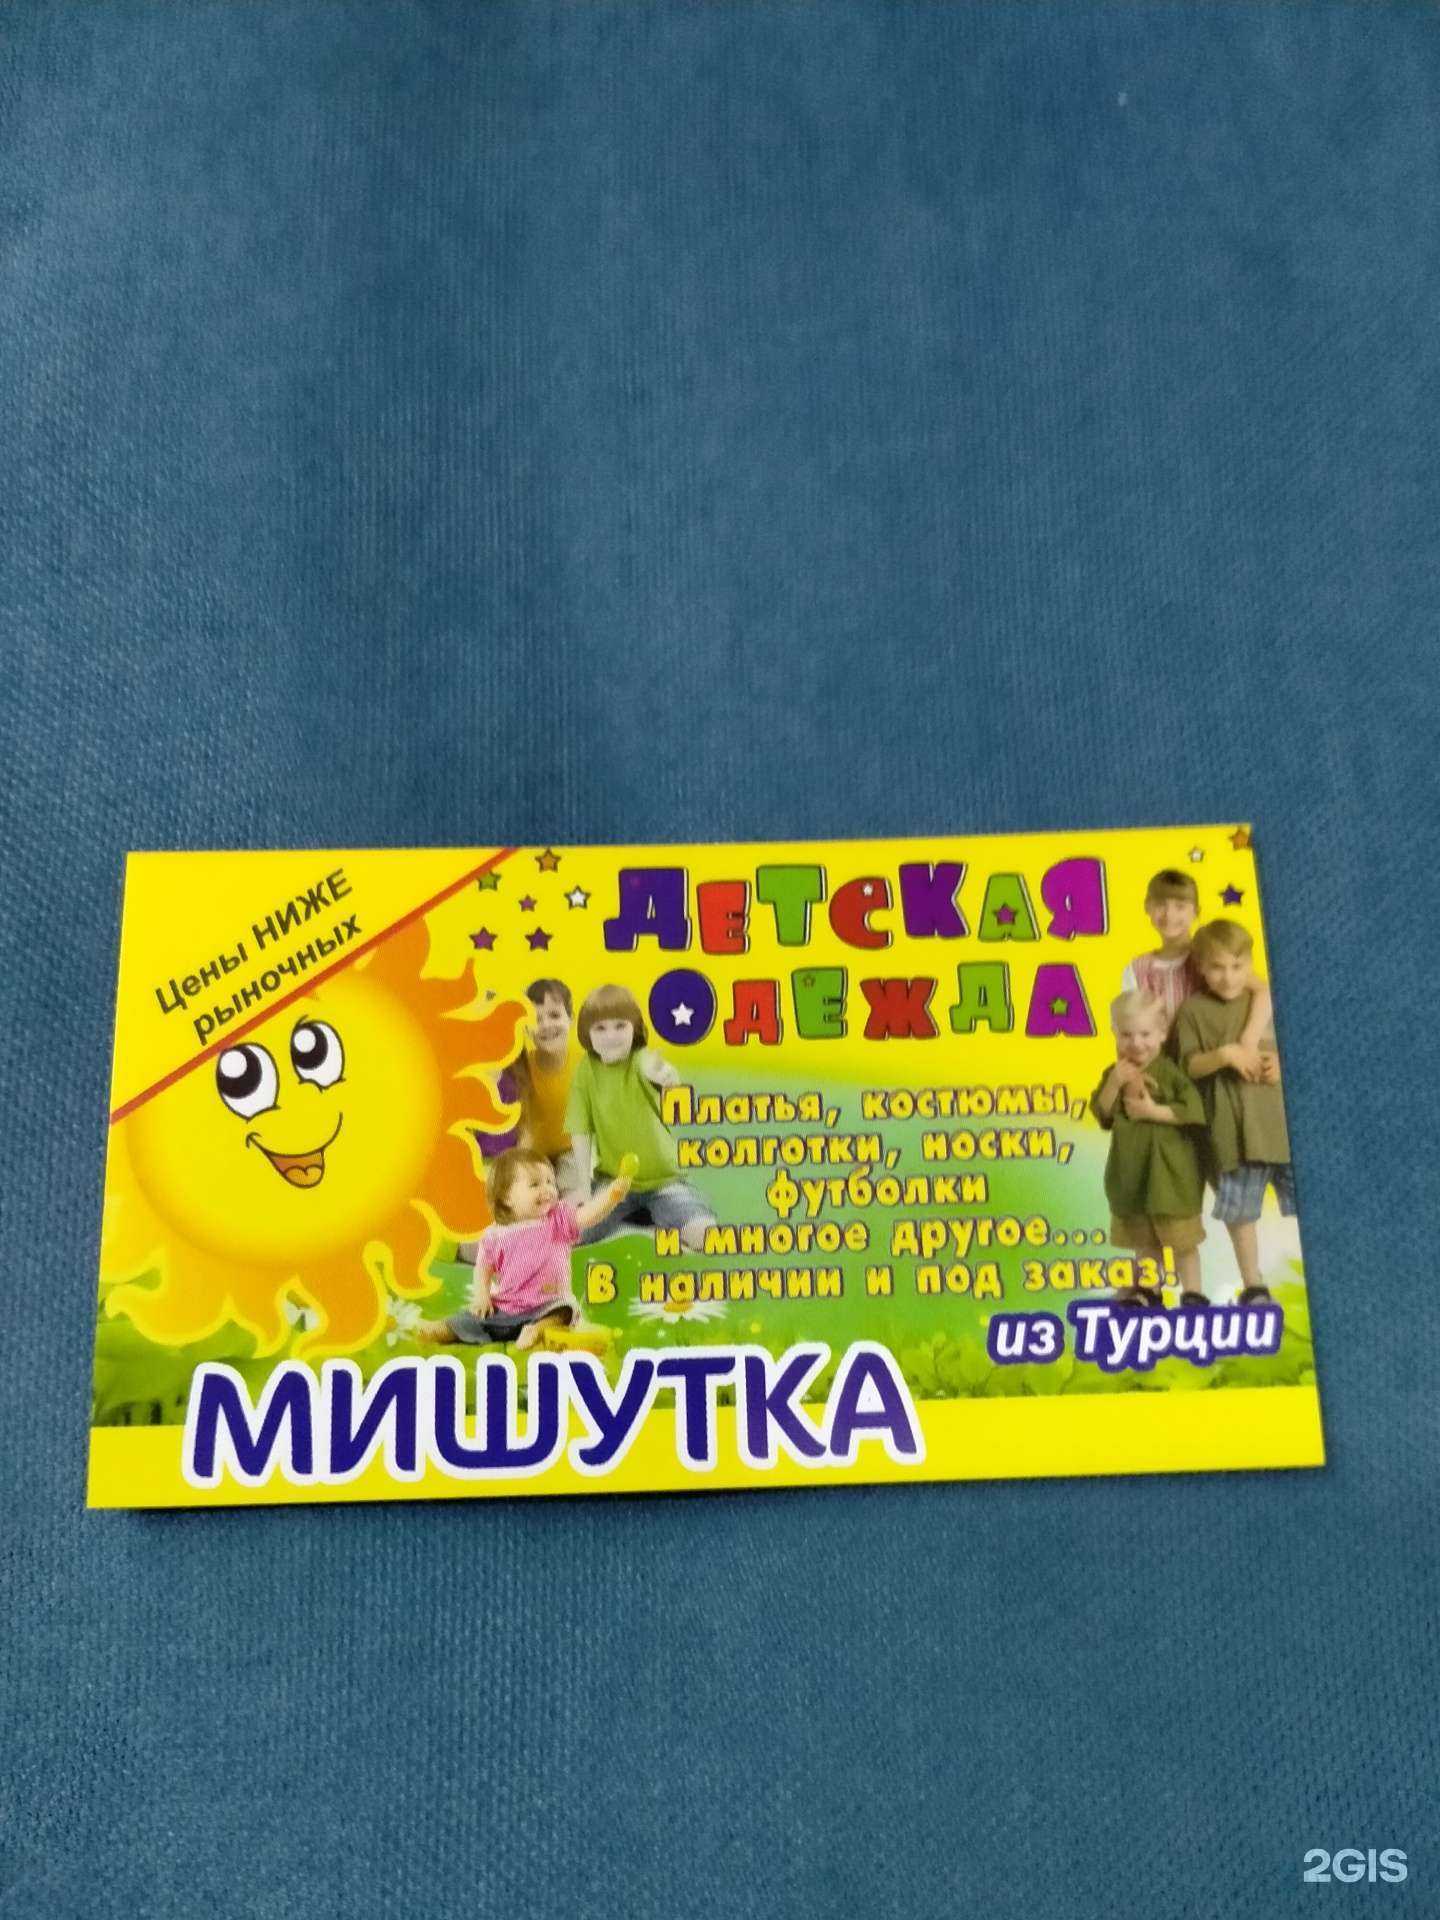 Цены НИЖЕ
рыночных
ДЕТСКАЯ
ОДЕЖДА
Платья, костюмы,
колготки, носки,
футболки
и многое другое...
В наличии и под заказ!
из Турции
МИШУТКА
2GIS